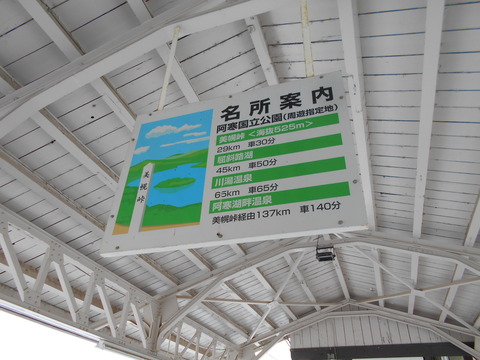 名所案内
阿寒国立公園(周遊指定地)
美幌峠＜海抜525m＞
29km 車30分
屈斜路湖
45km 車50分
川湯温泉
65km 車65分
阿寒湖畔温泉
美幌峠経由137km 車140分
美幌峠